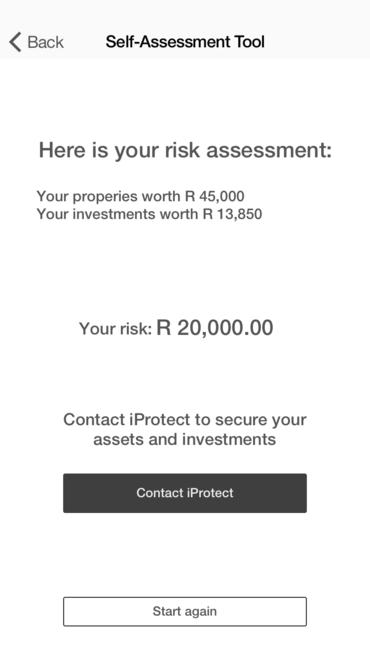 Back
Self-Assessment Tool
Here is your risk assessment:
Your properies worth R 45,000
Your investments worth R 13,850
Your risk: R 20,000.00
Contact iProtect to secure your
assets and investments
Contact iProtect
Start again